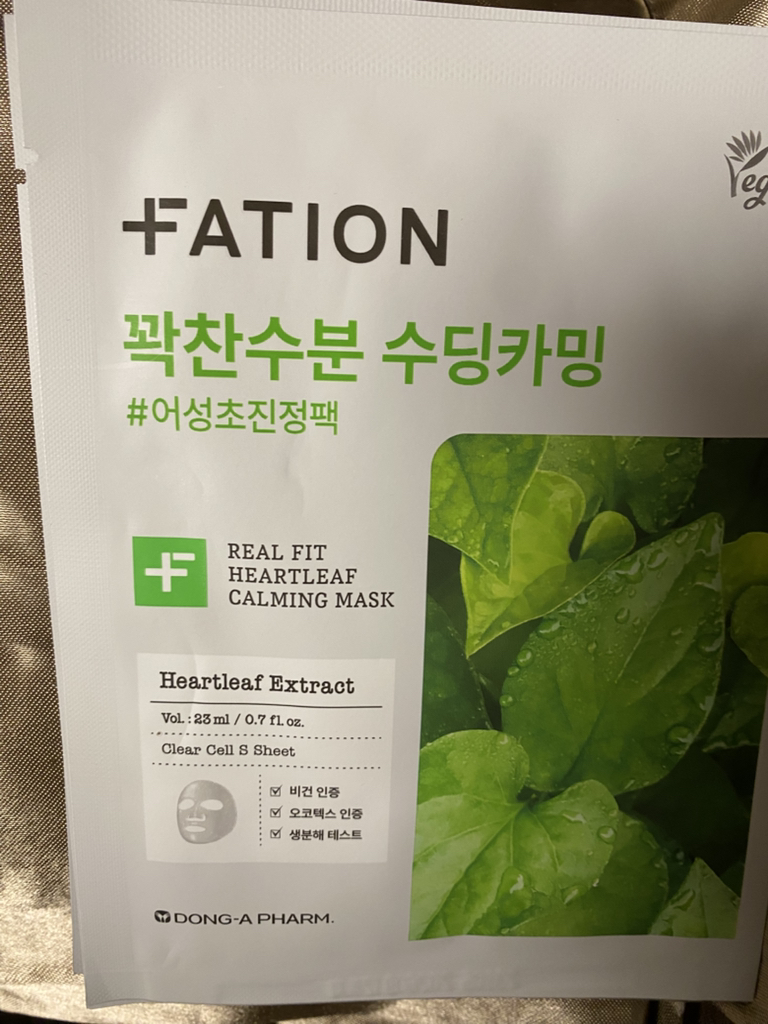 FATION
꽉찬수분 수딩카밍
#어성초진정팩
REAL FIT
HEARTLEAF
CALMING MASK
Heartleaf Extract
Vol. : 23 ml / 0.7 fl. oz.
Clear Cell S Sheet
비건 인증
오코텍스 인증
생분해 테스트
DONG-A PHARM.